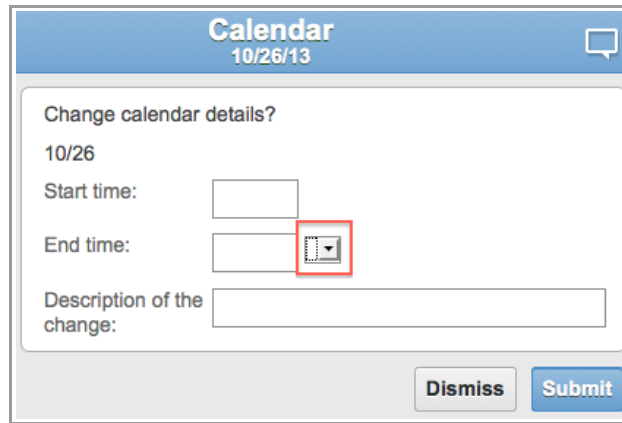 Calendar
10/26/13
Change calendar details?
10/26
Start time:
End time:
Description of the
change:
Dismiss
Submit